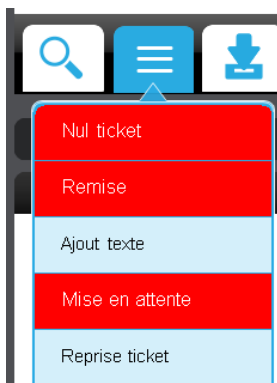 Nul ticket
Remise
Ajout texte
Mise en attente
Reprise ticket